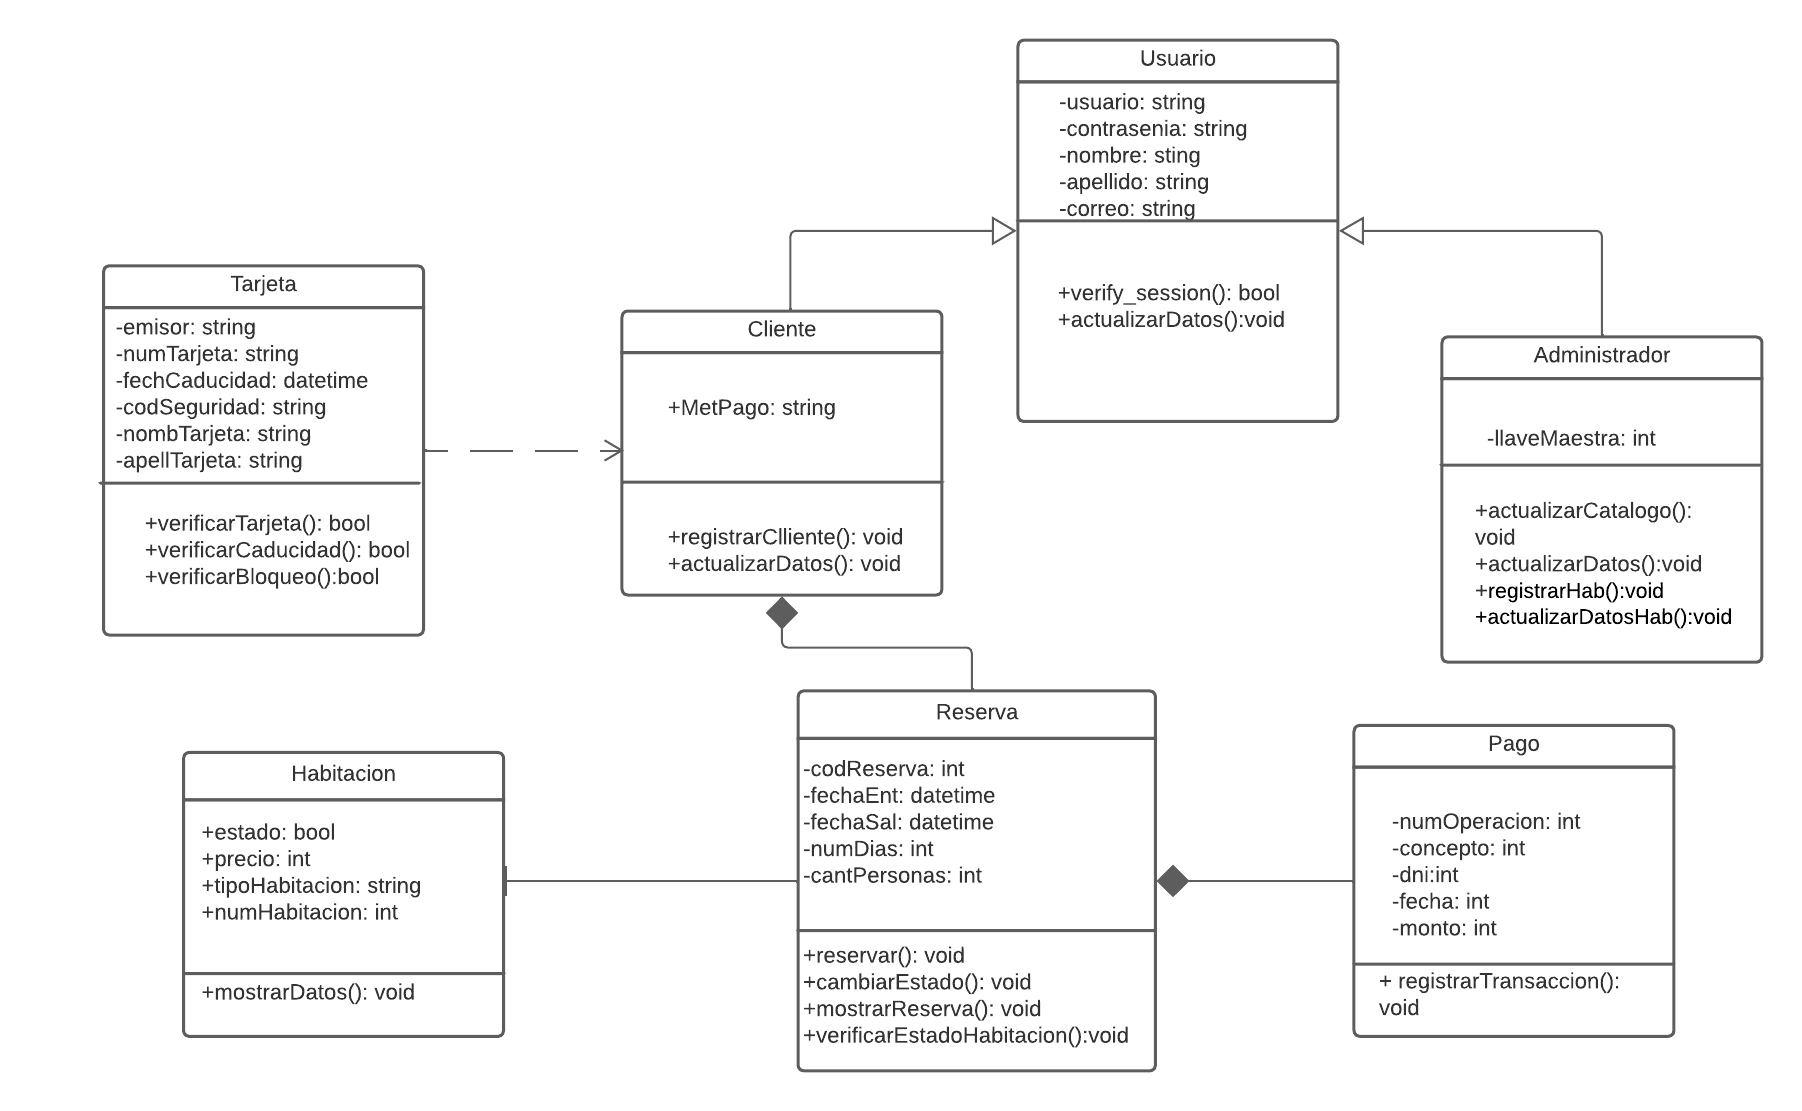 Usuario
-usuario: string
-contrasenia: string
-nombre: sting
-apellido: string
-correo: string
+verify_session(): bool
+actualizarDatos():void
Tarjeta
-emisor: string
-numTarjeta: string
-fechCaducidad: datetime
-codSeguridad: string
-nombTarjeta: string
-apellTarjeta: string
+verificarTarjeta(): bool
+verificarCaducidad(): bool
+verificarBloqueo():bool
Cliente
+MetPago: string
+registrarClliente(): void
+actualizarDatos(): void
Administrador
-llaveMaestra: int
+actualizarCatalogo():
void
+actualizarDatos():void
+registrarHab():void
+actualizarDatosHab():void
Habitacion
+estado: bool
+precio: int
+tipoHabitacion: string
+numHabitacion: int
+mostrarDatos(): void
Reserva
-codReserva: int
-fechaEnt: datetime
-fechaSal: datetime
-numDias: int
-cantPersonas: int
+reservar(): void
+cambiarEstado(): void
+mostrarReserva(): void
+verificarEstadoHabitacion():void
Pago
-numOperacion: int
-concepto: int
-dni:int
-fecha: int
-monto: int
+ registrarTransaccion():
void